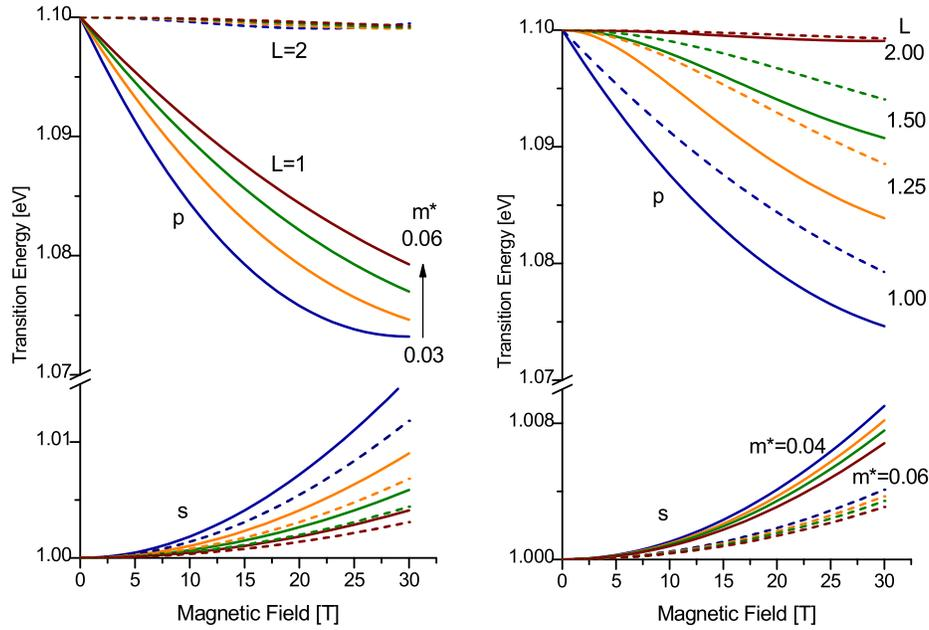 1.10
L=2
1.09
L=1
m*
0.06
p
1.08
0.03
1.07
1.01
s
1.00
0 5 10 15 20 25 30
Magnetic Field [T]
Transition Energy [eV]
1.10
L
2.00
1.50
1.09
1.25
p
1.08
1.00
1.07
1.008
m*=0.04
m*=0.06
s
1.000
0 5 10 15 20 25 30
Magnetic Field [T]
Transition Energy [eV]